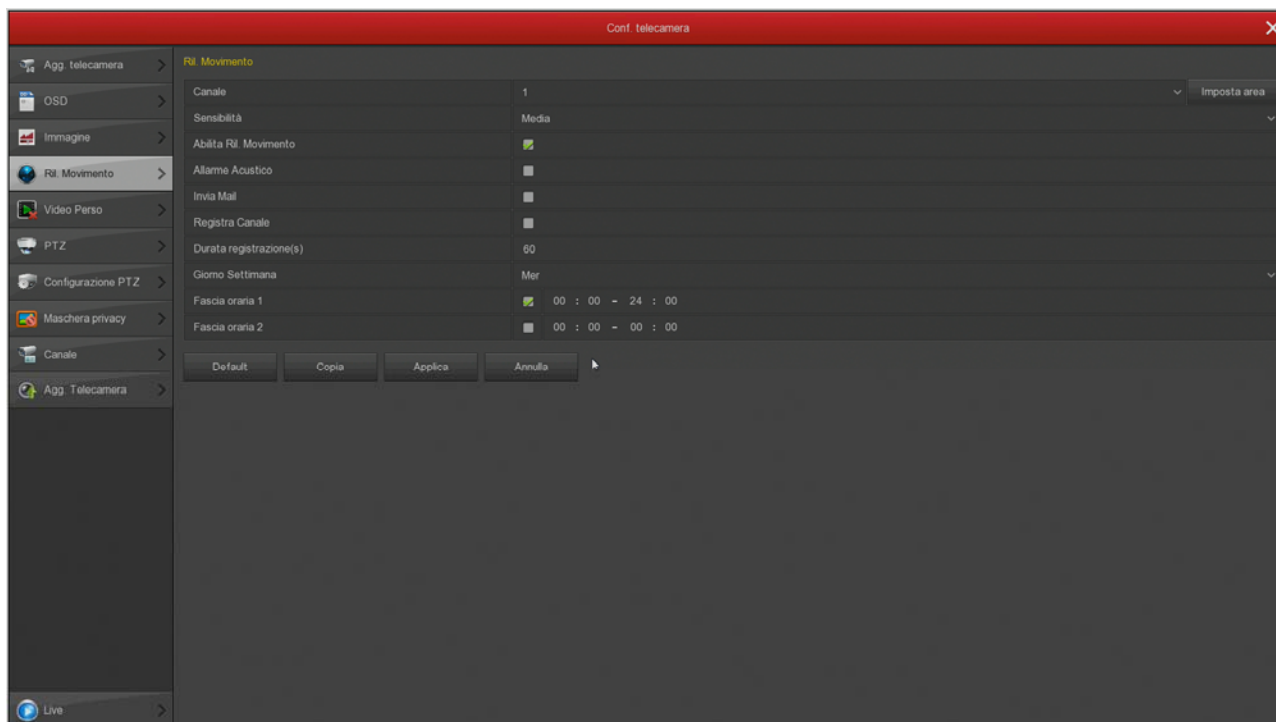 Conf. telecamera
Agg. telecamera
OSD
Immagine
Ril. Movimento
Video Perso
PTZ
Configurazione PTZ
Maschera privacy
Canale
Agg. Telecamera
Live
Ril. Movimento
Canale 1 Imposta area
Sensibilità Media
Abilita Ril. Movimento
Allarme Acustico
Invia Mail
Registra Canale
Durata registrazione(s) 60
Giorno Settimana Mer
Fascia oraria 1 00 : 00 - 24 : 00
Fascia oraria 2 00 : 00 - 00 : 00
Default Copia Applica Annulla